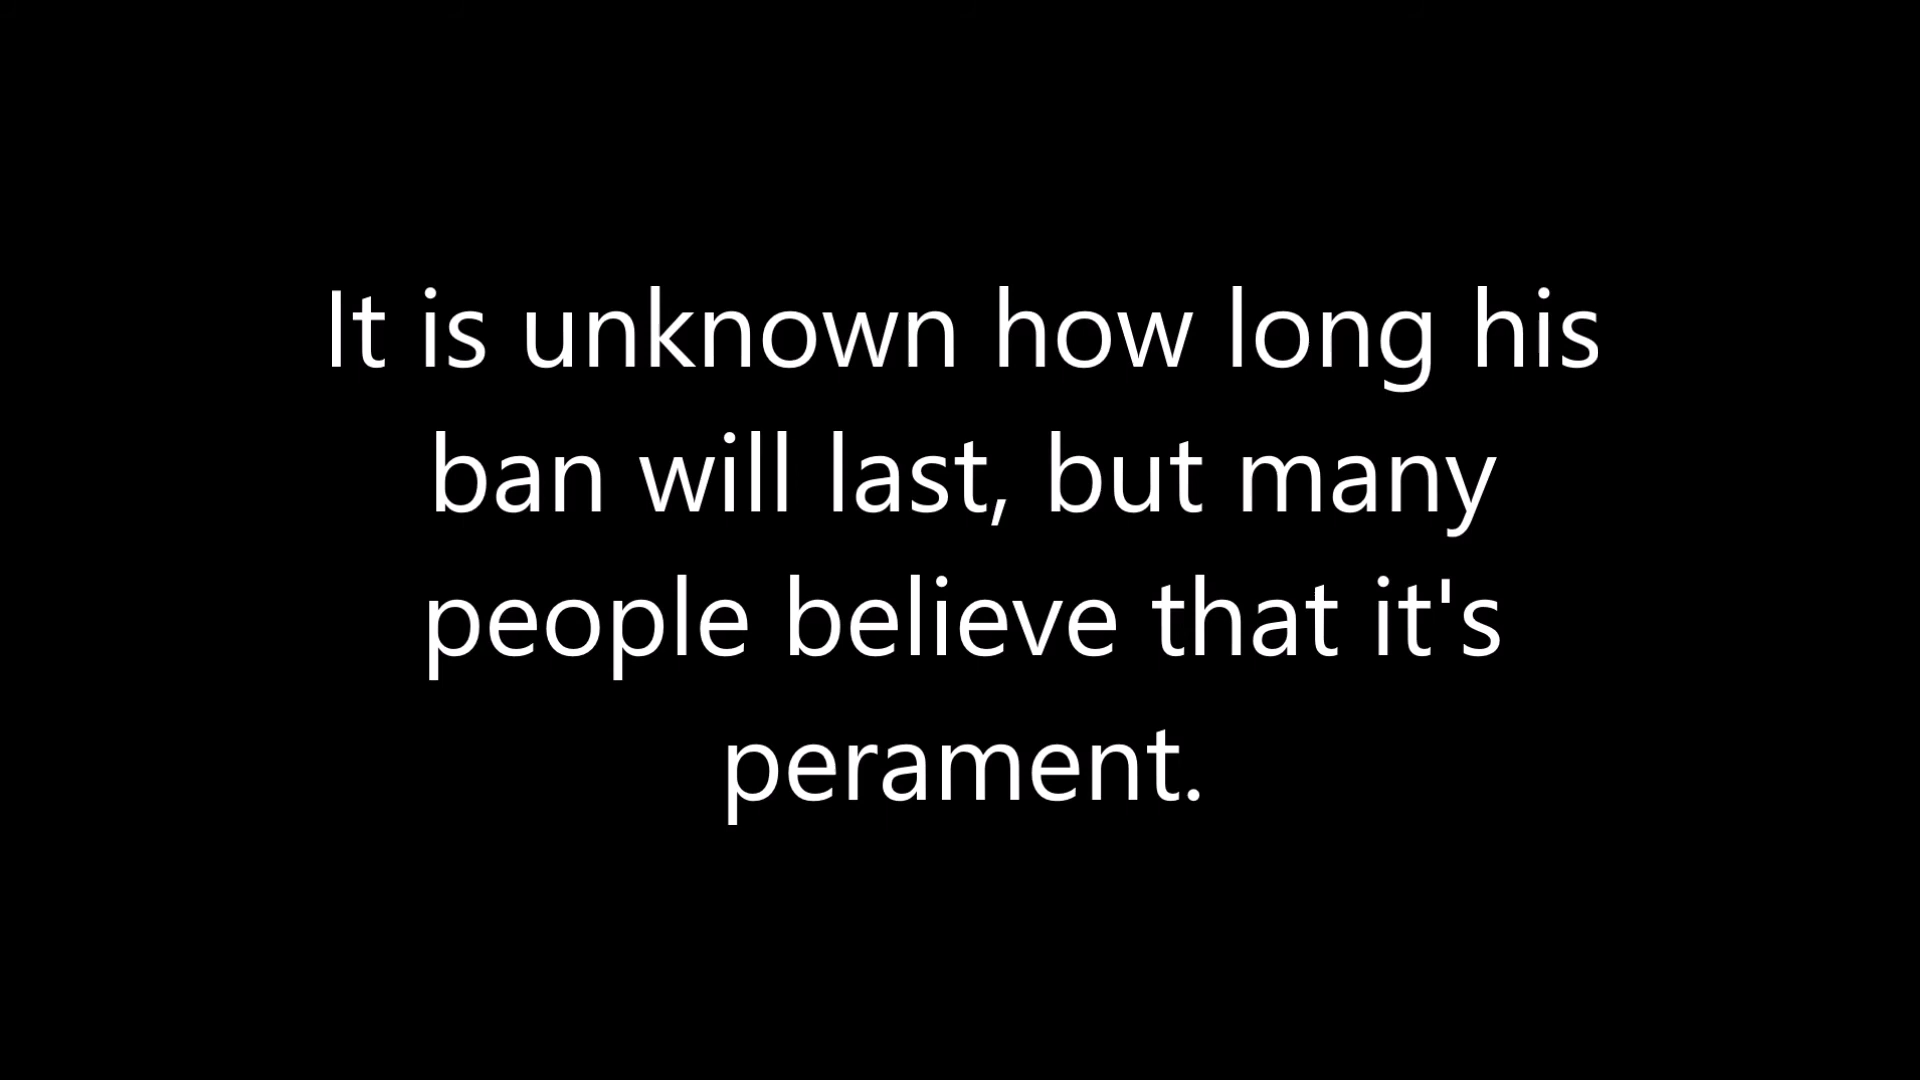 It is unknown how long his
ban will last, but many
people believe that it's
perament.